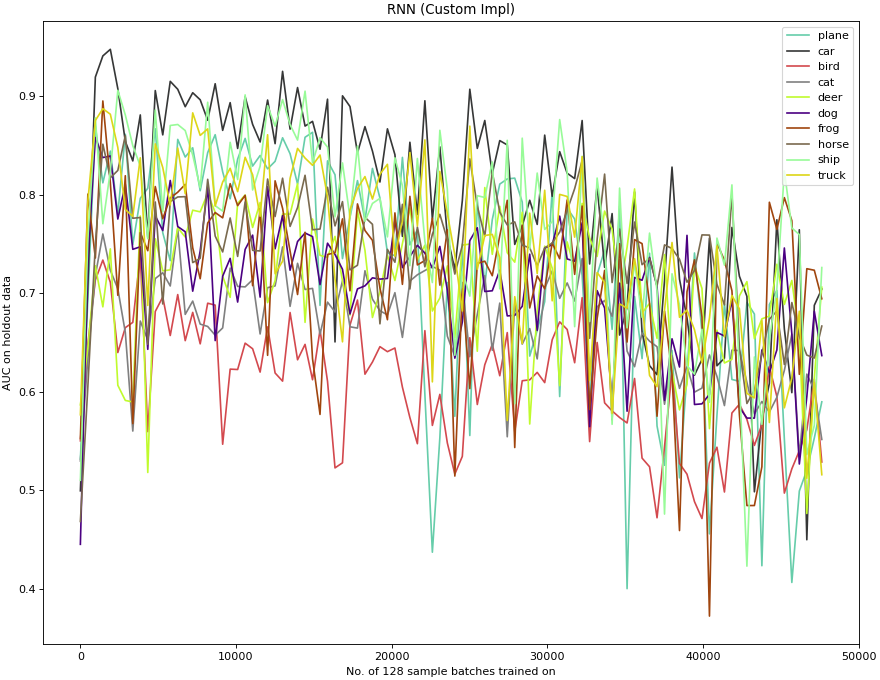 RNN (Custom Impl)
plane
car
bird
cat
deer
dog
frog
horse
ship
truck
AUC on holdout data
0.9
0.8
0.7
0.6
0.5
0.4
0
10000
20000
30000
40000
50000
No. of 128 sample batches trained on